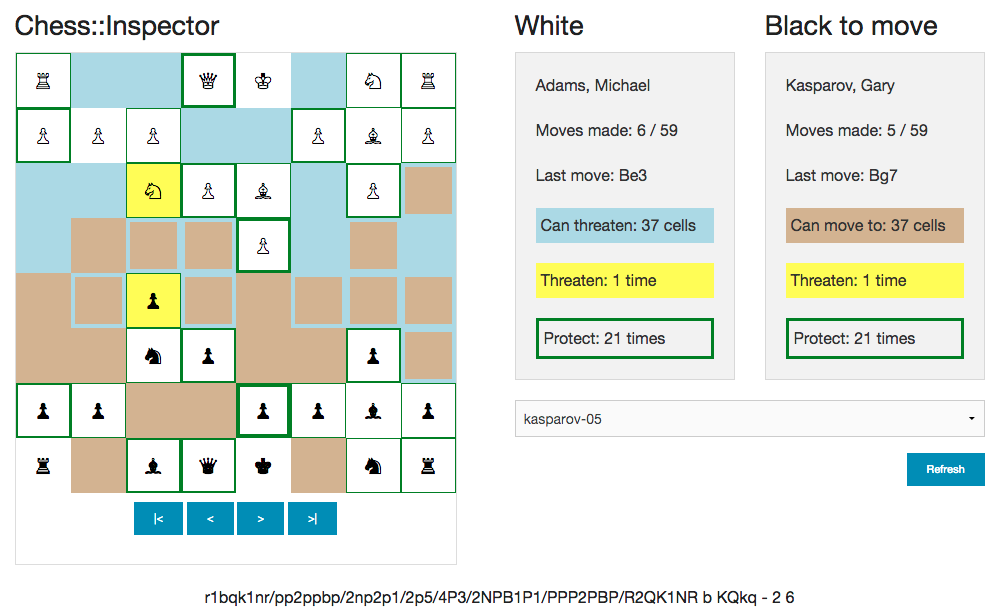 Chess::Inspector
White
Black to move
Adams, Michael
Moves made: 6 / 59
Last move: Be3
Can threaten: 37 cells
Threaten: 1 time
Protect: 21 times
Kasparov, Gary
Moves made: 5 / 59
Last move: Bg7
Can move to: 37 cells
Threaten: 1 time
Protect: 21 times
kasparov-05
Refresh
|< < > >|
r1bqk1nr/pp2ppbp/2np2p1/2p5/4P3/2NPB1P1/PPP2PBP/R2QK1NR b KQkq - 2 6